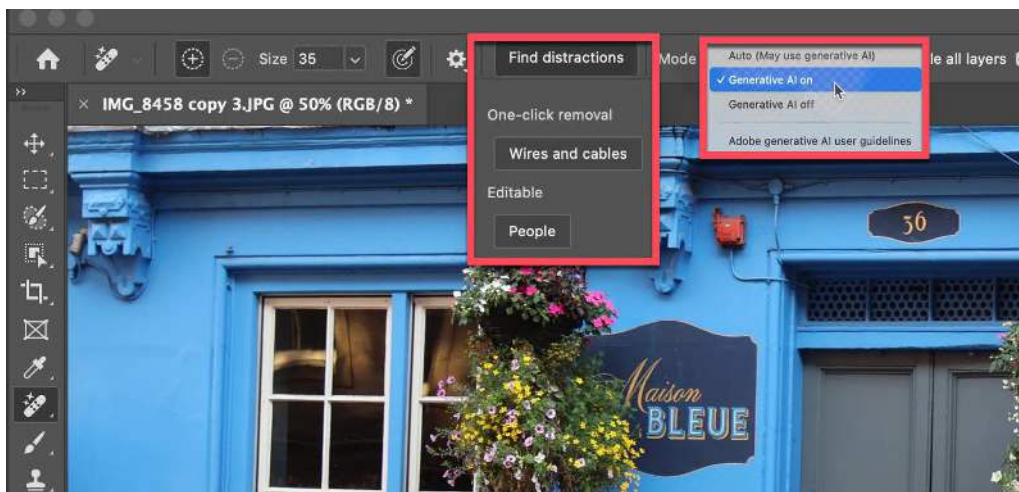 Size 35
Find distractions
Mode
Auto (May use generative AI)
✓ Generative AI on
Generative AI off
Adobe generative AI user guidelines
le all layers
× IMG_8458 copy 3.JPG @ 50% (RGB/8) *
One-click removal
Wires and cables
Editable
People
36
Maison
BLEUE